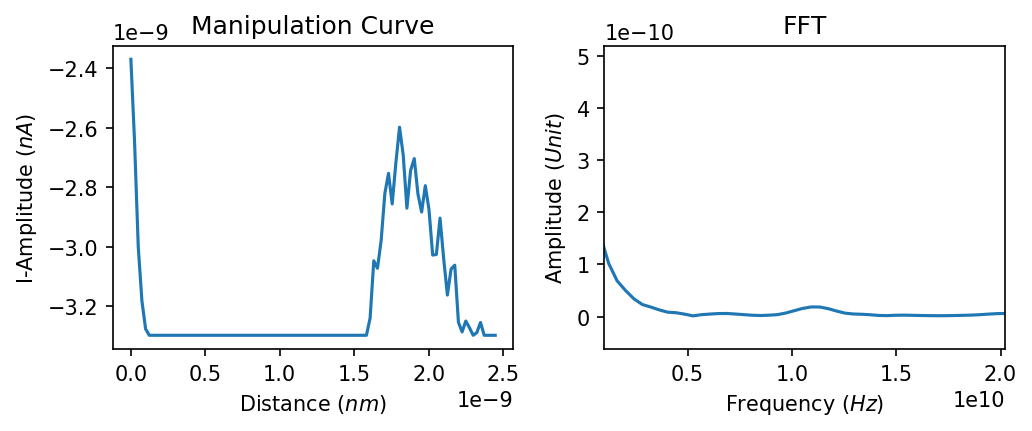 Manipulation Curve
1e−9
I-Amplitude (nA)
−2.4
−2.6
−2.8
−3.0
−3.2
0.0 0.5 1.0 1.5 2.0 2.5
Distance (nm)
1e−9
FFT
1e−10
Amplitude (Unit)
5
4
3
2
1
0
0.5 1.0 1.5 2.0
Frequency (Hz)
1e10